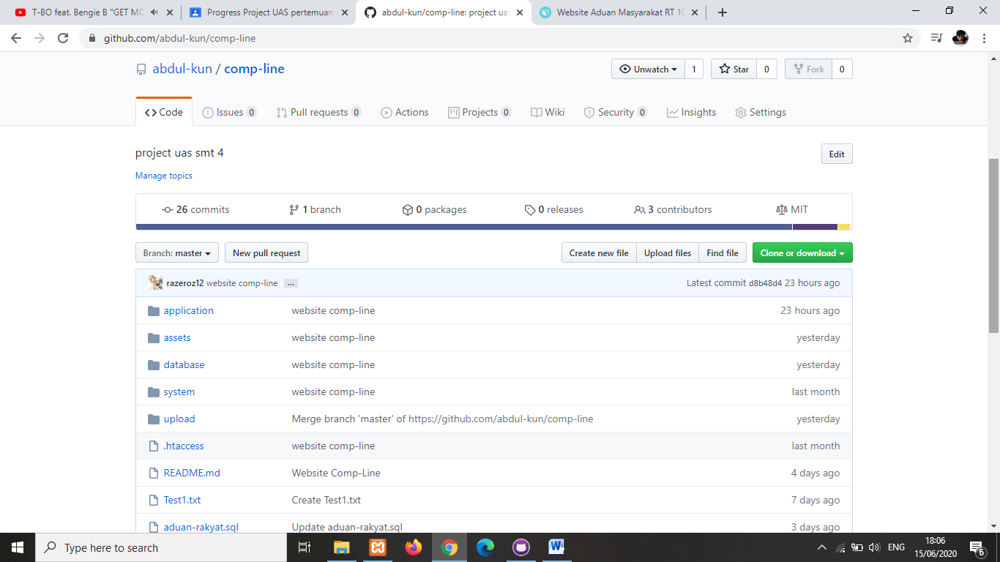 T-BO feat. Bengie B "GET MO
Progress Project UAS pertemuan
abdul-kun/comp-line: project uas
Website Aduan Masyarakat RT 10
github.com/abdul-kun/comp-line
abdul-kun / comp-line
Unwatch 1 Star 0 Fork 0
Code Issues 0 Pull requests 0 Actions Projects 0 Wiki Security 0 Insights Settings
project uas smt 4
Edit
Manage topics
26 commits 1 branch 0 packages 0 releases 3 contributors MIT
Branch: master New pull request Create new file Upload files Find file Clone or download
razeroz12 website comp-line ... Latest commit d8b48d4 23 hours ago
application website comp-line 23 hours ago
assets website comp-line yesterday
database website comp-line yesterday
system website comp-line last month
upload Merge branch 'master' of https://github.com/abdul-kun/comp-line yesterday
.htaccess website comp-line last month
README.md Website Comp-Line 4 days ago
Test1.txt Create Test1.txt 7 days ago
aduan-rakyat.sql Update aduan-rakyat.sql 3 days ago
Type here to search
ENG
18:06
15/06/2020
6